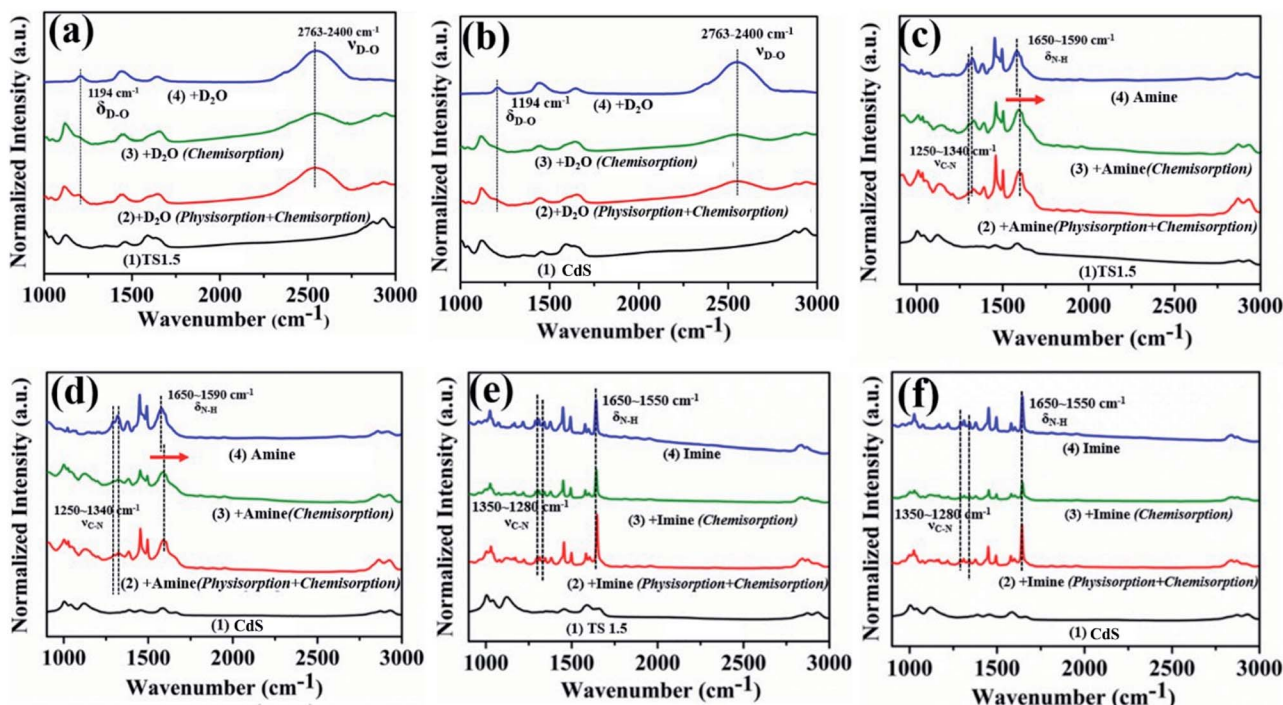 (a)
2763-2400 cm-1
νD-O
1194 cm-1
δD-O
(4) +D2O
(3) +D2O (Chemisorption)
(2)+D2O (Physisorption+Chemisorption)
(1)TS1.5
1000 1500 2000 2500 3000
Wavenumber (cm-1)
Normalized Intensity (a.u.)
(b)
2763-2400 cm-1
νD-O
1194 cm-1
δD-O
(4) +D2O
(3) +D2O (Chemisorption)
(2)+D2O (Physisorption+Chemisorption)
(1) CdS
1000 1500 2000 2500 3000
Wavenumber (cm-1)
Normalized Intensity (a.u.)
(c)
1650~1590 cm-1
δN-H
(4) Amine
1250~1340 cm-1
νC-N
(3) +Amine(Chemisorption)
(2) +Amine(Physisorption+Chemisorption)
(1)TS1.5
1000 1500 2000 2500 3000
Wavenumber (cm-1)
Normalized Intensity (a.u.)
(d)
1650~1590 cm-1
δN-H
(4) Amine
1250~1340 cm-1
νC-N
(3) +Amine(Chemisorption)
(2) +Amine(Physisorption+Chemisorption)
(1) CdS
1000 1500 2000 2500 3000
Wavenumber (cm-1)
Normalized Intensity (a.u.)
(e)
1650~1550 cm-1
δN-H
(4) Imine
1350~1280 cm-1
νC-N
(3) +Imine (Chemisorption)
(2) +Imine (Physisorption+Chemisorption)
(1) TS1.5
1000 1500 2000 2500 3000
Wavenumber (cm-1)
Normalized Intensity (a.u.)
(f)
1650~1550 cm-1
δN-H
(4) Imine
1350~1280 cm-1
νC-N
(3) +Imine (Chemisorption)
(2) +Imine (Physisorption+Chemisorption)
(1) CdS
1000 1500 2000 2500 3000
Wavenumber (cm-1)
Normalized Intensity (a.u.)